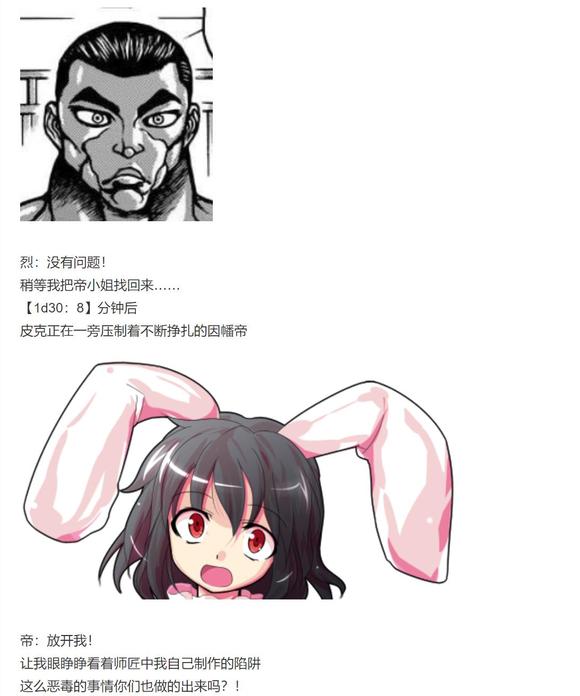 烈：没有问题！
稍等我把帝小姐找回来……
【1d30：8】分钟后
皮克正在一旁压制着不断挣扎的因幡帝
帝：放开我！
让我眼睁睁看着师匠中我自己制作的陷阱
这么恶毒的事情你们也做的出来吗？！